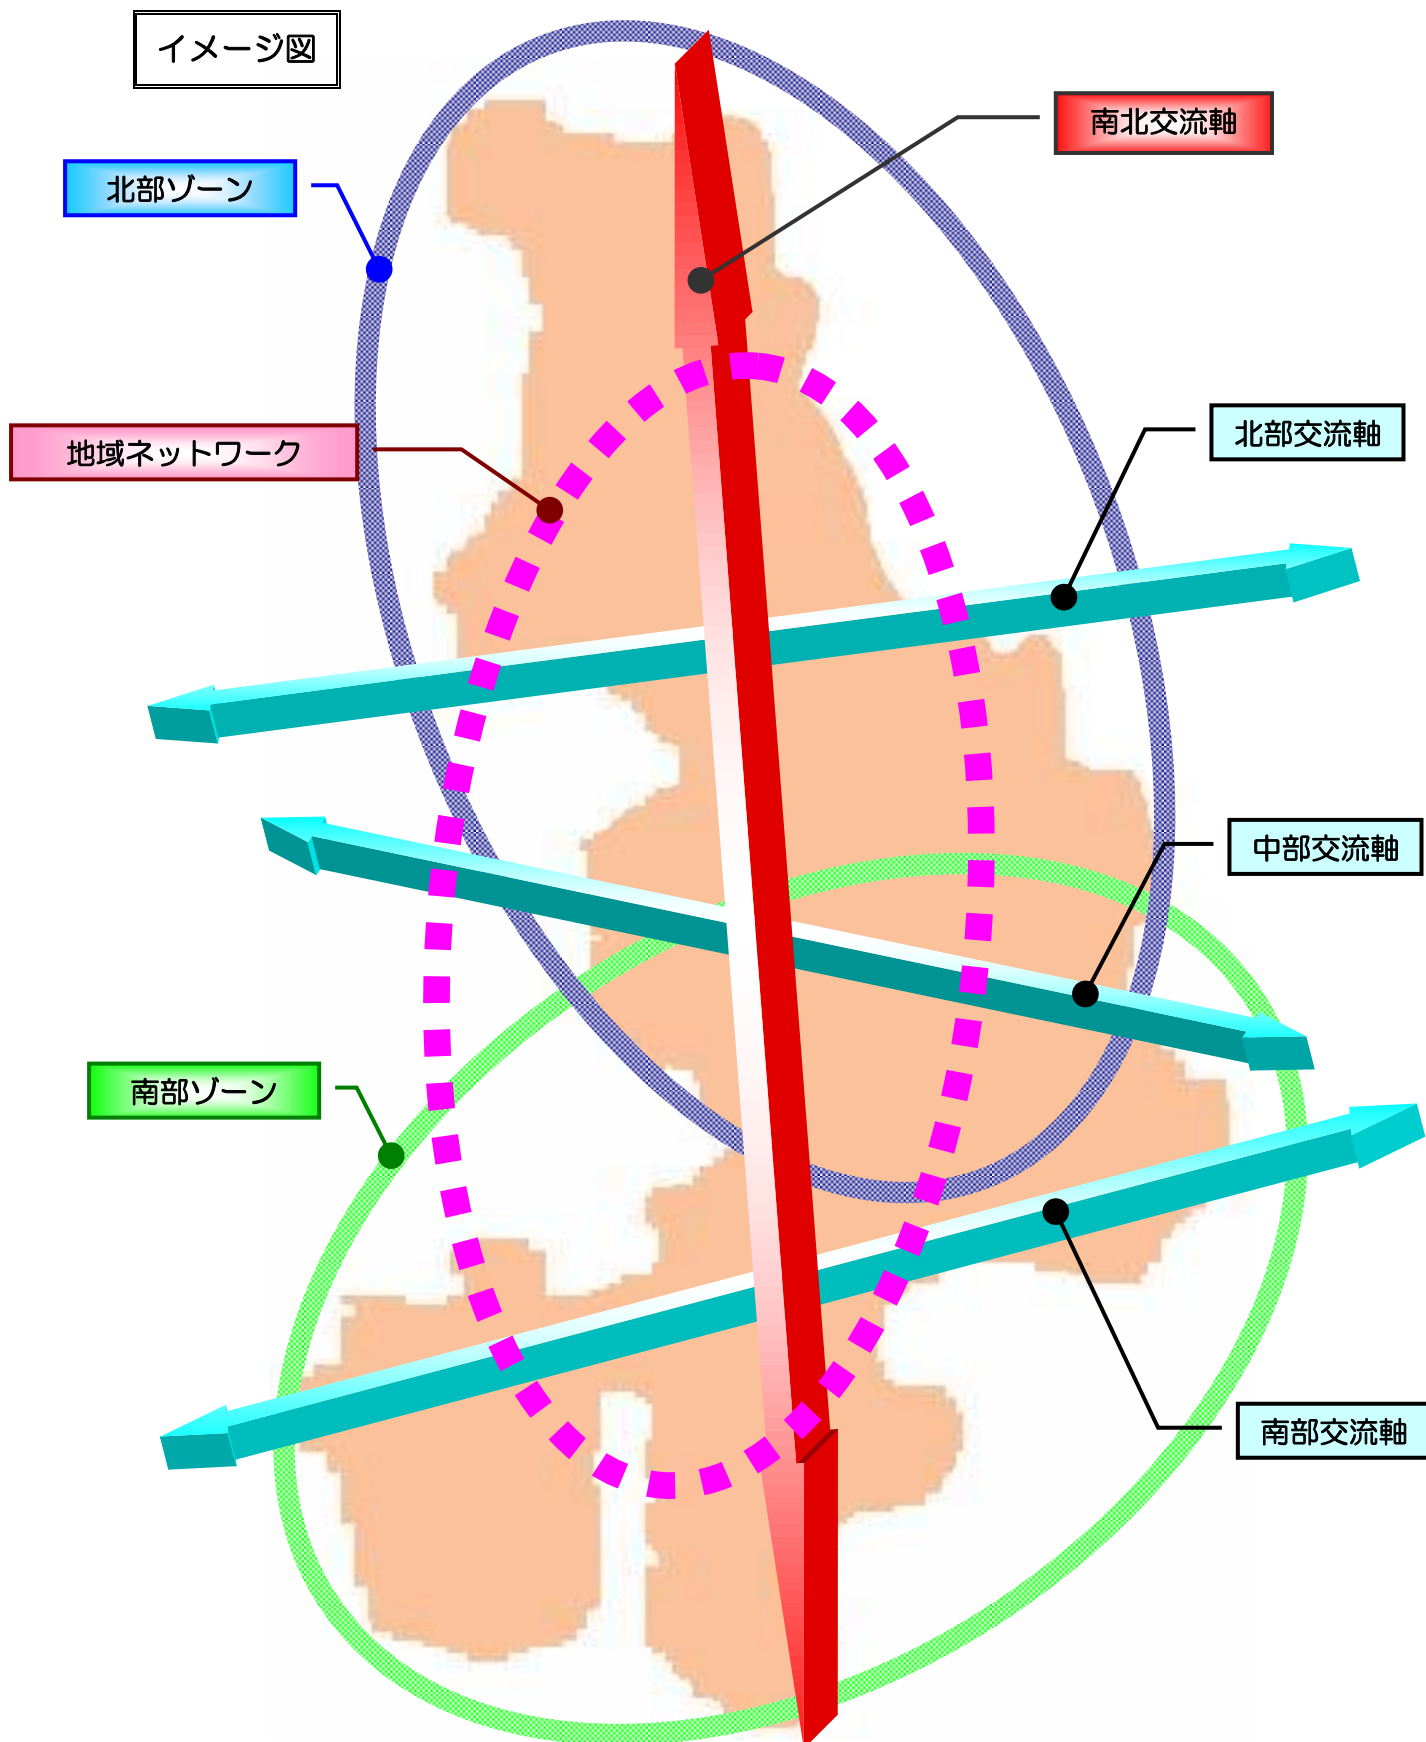 イメージ図
南北交流軸
北部ゾーン
北部交流軸
地域ネットワーク
中部交流軸
南部ゾーン
南部交流軸